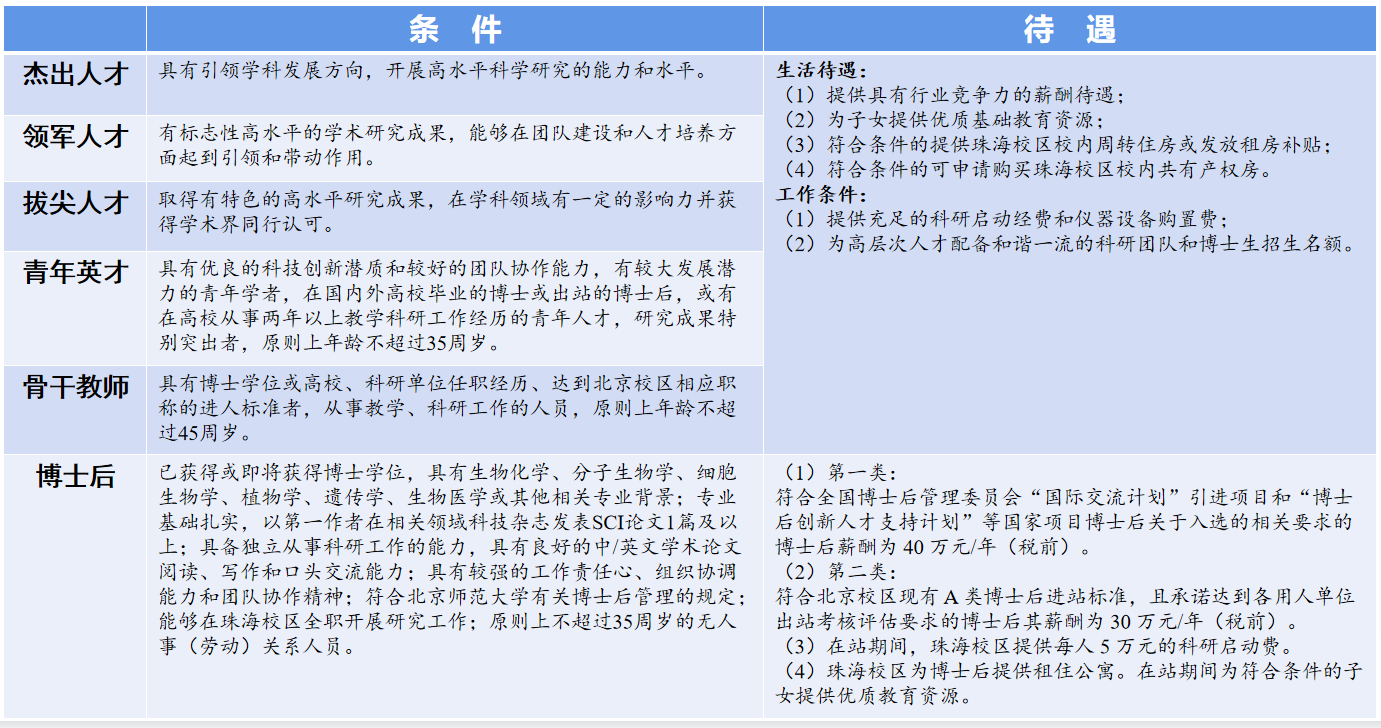 条 件
待 遇
杰出人才
具有引领学科发展方向，开展高水平科学研究的能力和水平。
领军人才
有标志性高水平的学术研究成果，能够在团队建设和人才培养方
面起到引领和带动作用。
拔尖人才
取得有特色的高水平研究成果，在学科领域有一定的影响力并获
得学术界同行认可。
青年英才
具有优良的科技创新潜质和较好的团队协作能力，有较大发展潜
力的青年学者，在国内外高校毕业的博士或出站的博士后，或有
在高校从事两年以上教学科研工作经历的青年人才，研究成果特
别突出者，原则上年龄不超过35周岁。
骨干教师
具有博士学位或高校、科研单位任职经历、达到北京校区相应职
称的进人标准者，从事教学、科研工作的人员，原则上年龄不超
过45周岁。
生活待遇：
（1）提供具有行业竞争力的薪酬待遇；
（2）为子女提供优质基础教育资源；
（3）符合条件的提供珠海校区校内周转住房或发放租房补贴；
（4）符合条件的可申请购买珠海校区校内共有产权房。
工作条件：
（1）提供充足的科研启动经费和仪器设备购置费；
（2）为高层次人才配备和谐一流的科研团队和博士生招生名额。
博士后
已获得或即将获得博士学位，具有生物化学、分子生物学、细胞
生物学、植物学、遗传学、生物医学或其他相关专业背景；专业
基础扎实，以第一作者在相关领域科技杂志发表SCI论文1篇及以
上；具备独立从事科研工作的能力，具有良好的中/英文学术论文
阅读、写作和口头交流能力；具有较强的工作责任心、组织协调
能力和团队协作精神；符合北京师范大学有关博士后管理的规定；
能够在珠海校区全职开展研究工作；原则上不超过35周岁的无人
事（劳动）关系人员。
（1）第一类：
符合全国博士后管理委员会“国际交流计划”引进项目和“博士
后创新人才支持计划”等国家项目博士后关于入选的相关要求的
博士后薪酬为 40 万元/年（税前）。
（2）第二类：
符合北京校区现有 A 类博士后进站标准，且承诺达到各用人单位
出站考核评估要求的博士后其薪酬为 30 万元/年（税前）。
（3）在站期间，珠海校区提供每人 5 万元的科研启动费。
（4）珠海校区为博士后提供租住公寓。在站期间为符合条件的子
女提供优质教育资源。